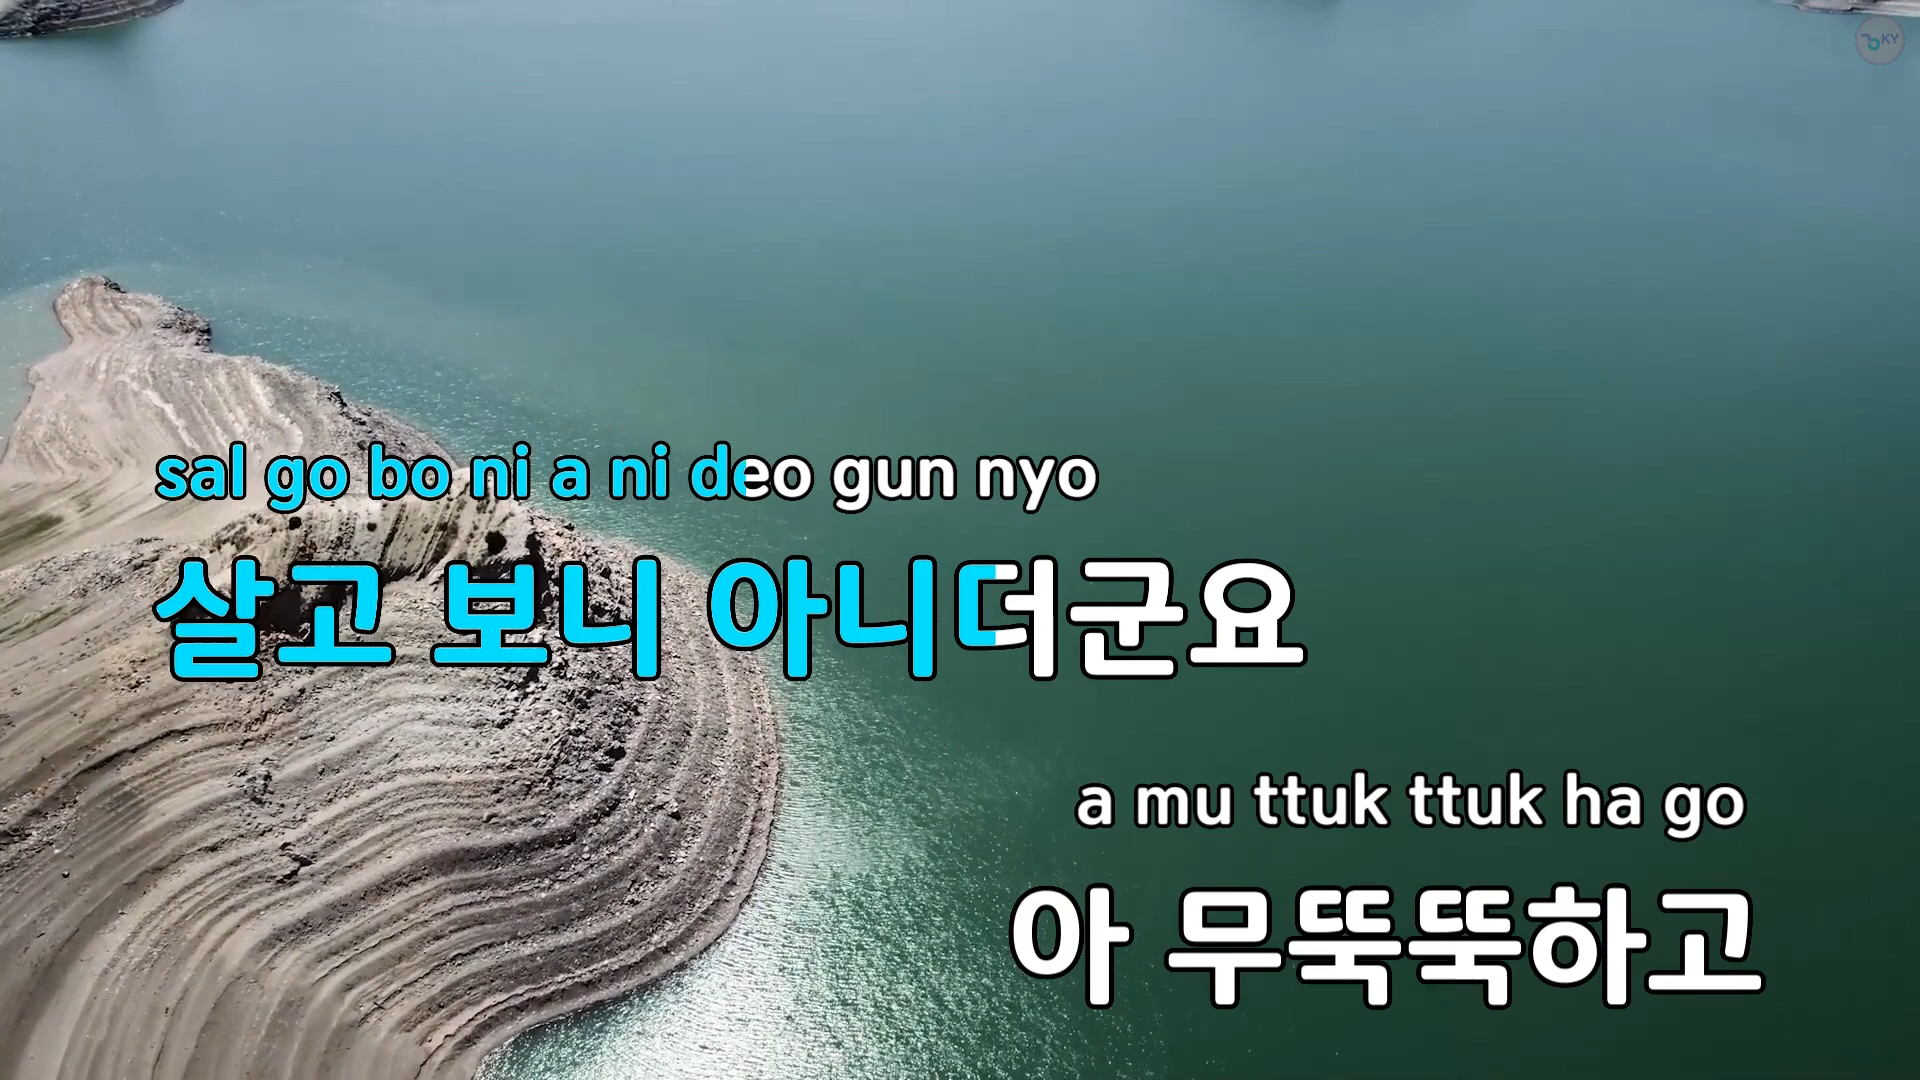 KY
sal go bo ni a ni deo gun nyo
살고 보니 아니더군요
a mu ttuk ttuk ha go
아 무뚝뚝하고